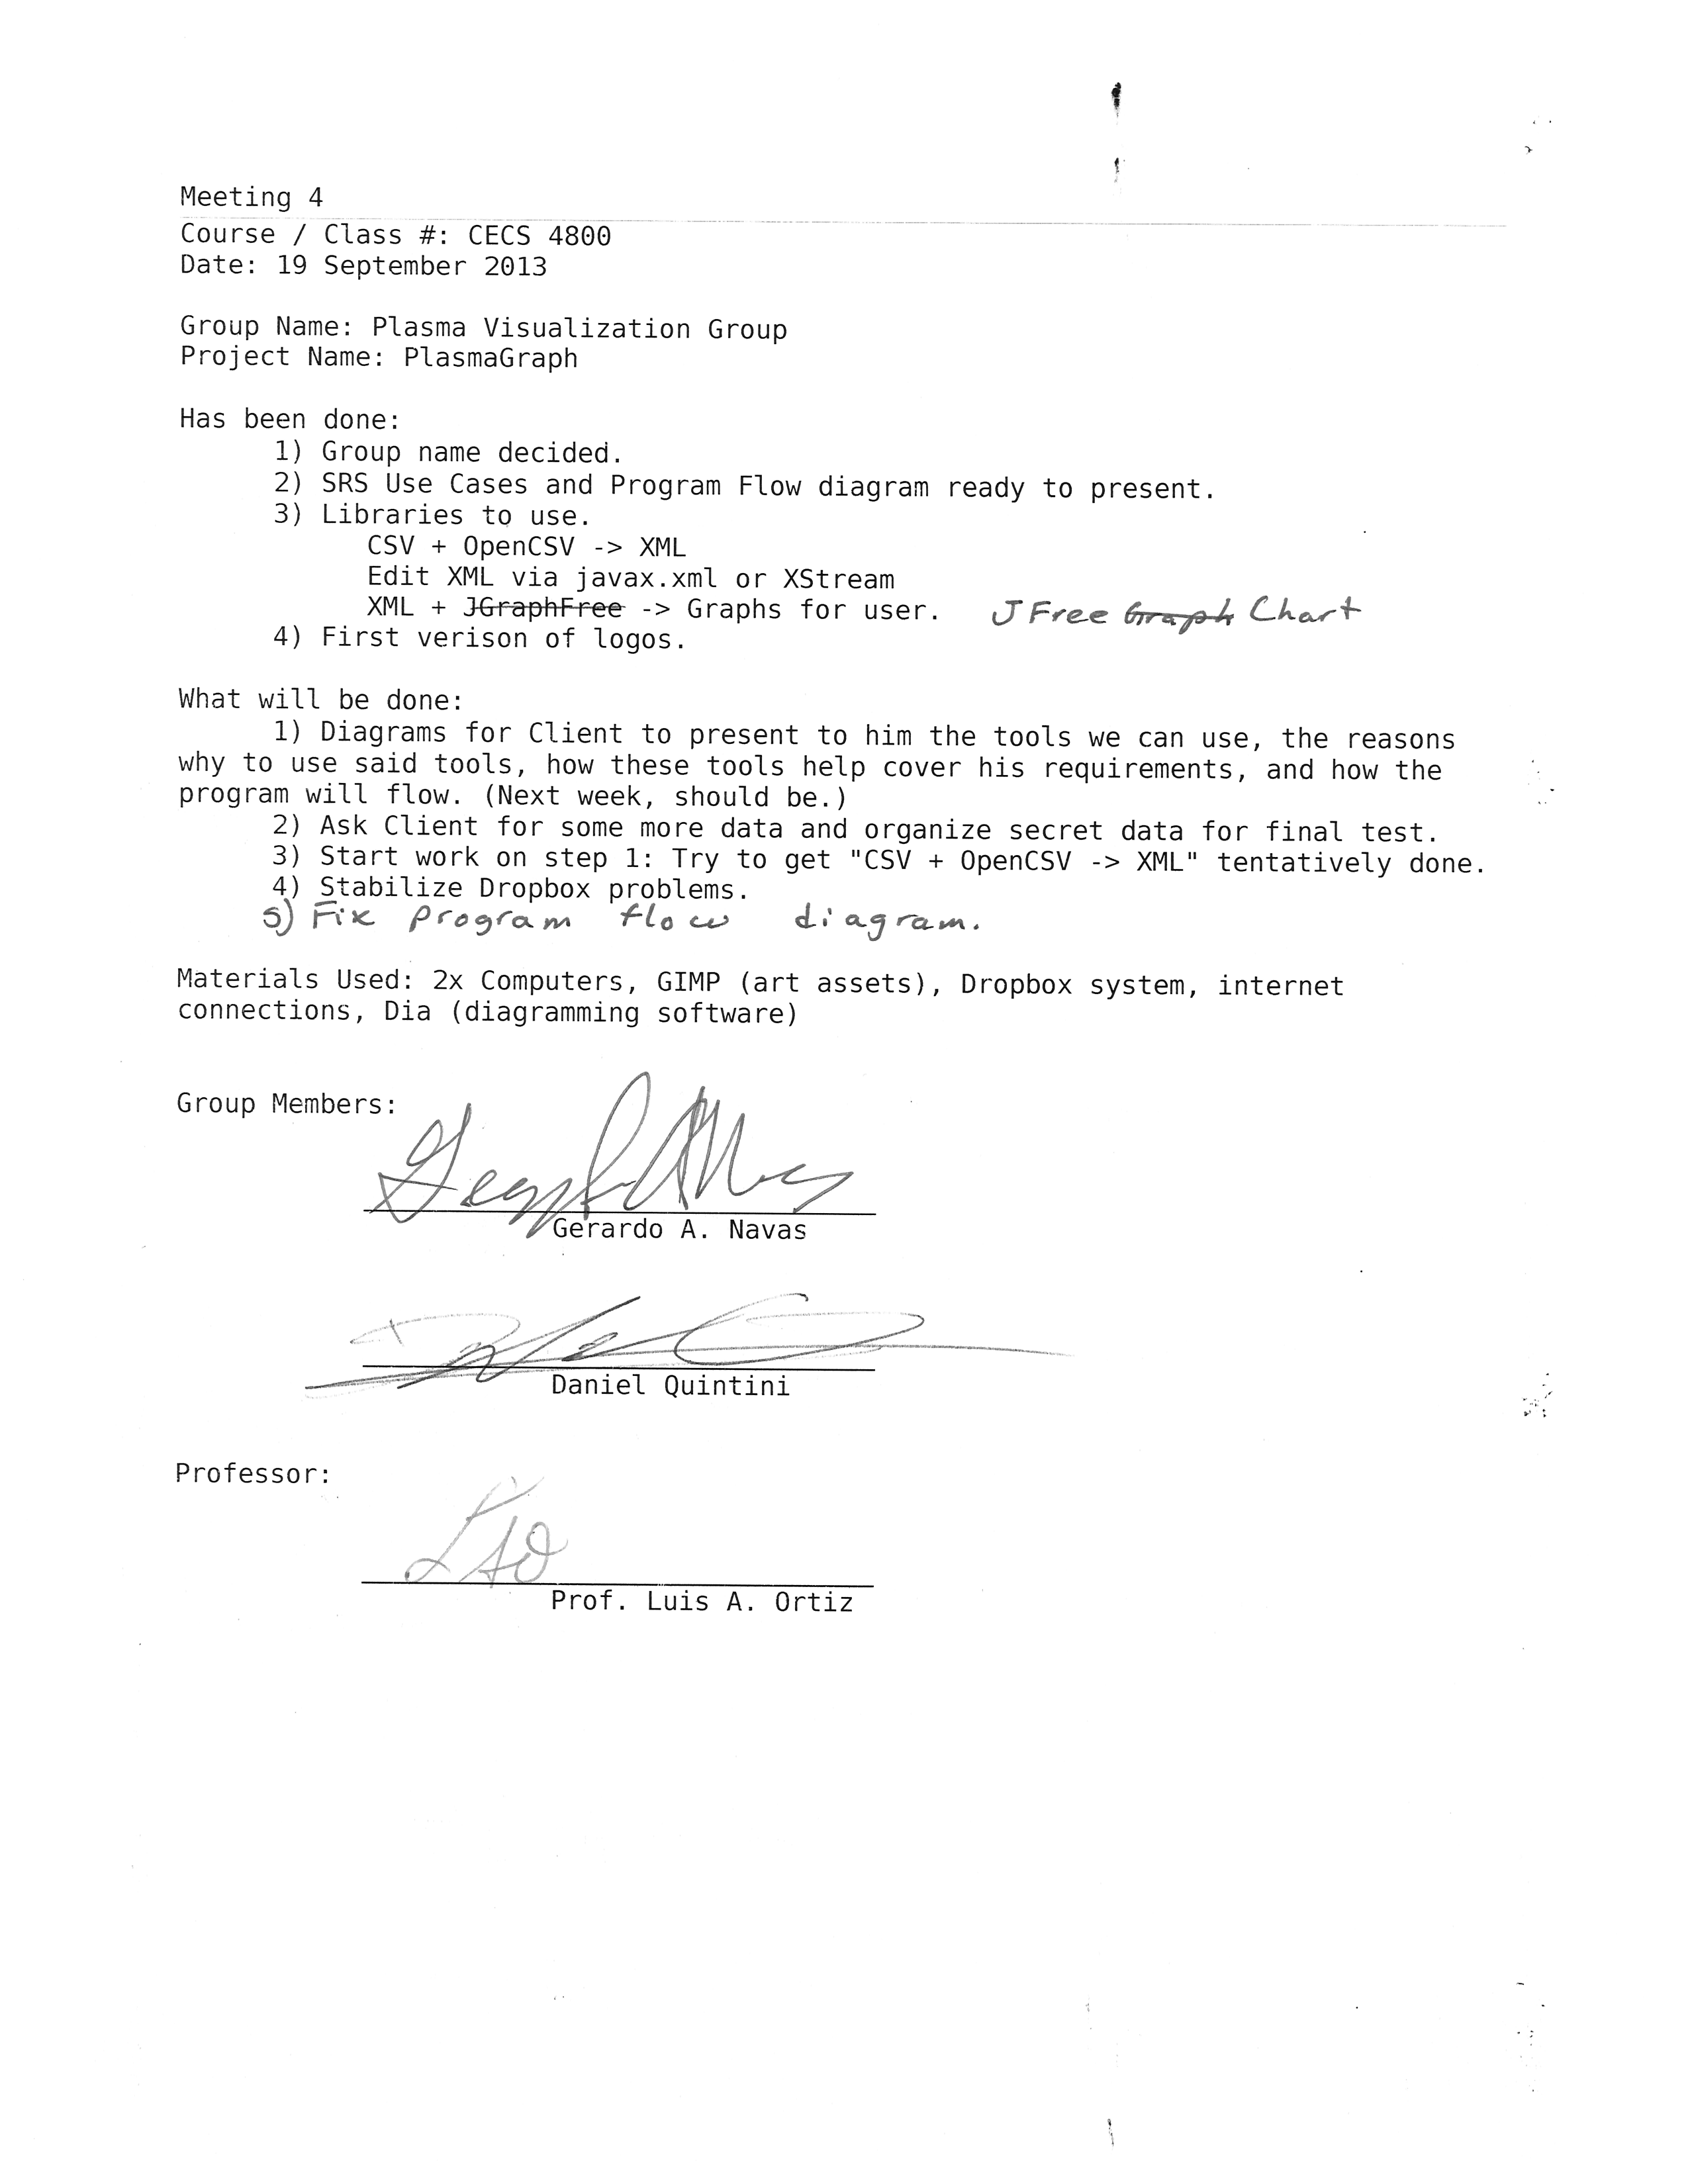 Meeting 4
Course / Class #: CECS 4800
Date: 19 September 2013
Group Name: Plasma Visualization Group
Project Name: PlasmaGraph
Has been done:
1) Group name decided.
2) SRS Use Cases and Program Flow diagram ready to present.
3) Libraries to use.
CSV + OpenCSV -> XML
Edit XML via javax.xml or XStream
XML + JGraphFree -> Graphs for user. JFree Graph Chart
4) First verison of logos.
What will be done:
1) Diagrams for Client to present to him the tools we can use, the reasons
why to use said tools, how these tools help cover his requirements, and how the
program will flow. (Next week, should be.)
2) Ask Client for some more data and organize secret data for final test.
3) Start work on step 1: Try to get "CSV + OpenCSV -> XML" tentatively done.
4) Stabilize Dropbox problems.
5) Fix program flow diagram.
Materials Used: 2x Computers, GIMP (art assets), Dropbox system, internet
connections, Dia (diagramming software)
Group Members:
Gerardo A. Navas
Daniel Quintini
Professor:
Prof. Luis A. Ortiz